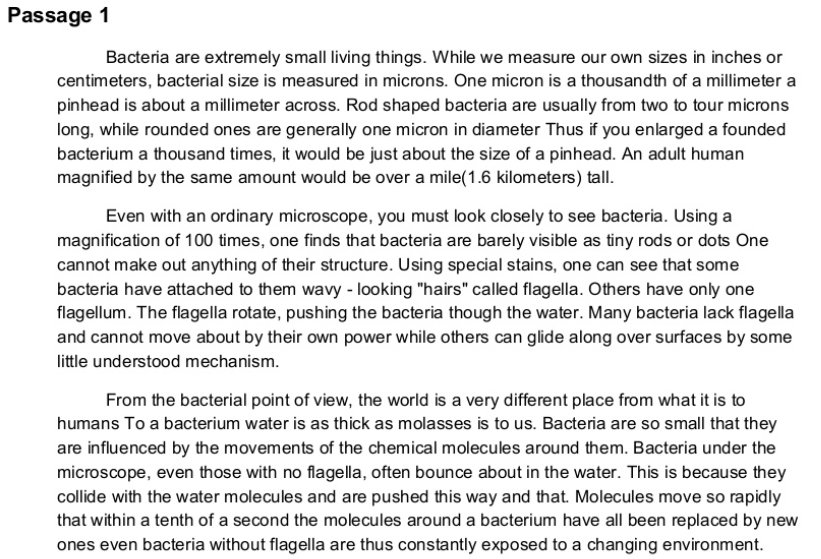 Passage 1
Bacteria are extremely small living things. While we measure our own sizes in inches or
centimeters, bacterial size is measured in microns. One micron is a thousandth of a millimeter a
pinhead is about a millimeter across. Rod shaped bacteria are usually from two to tour microns
long, while rounded ones are generally one micron in diameter Thus if you enlarged a founded
bacterium a thousand times, it would be just about the size of a pinhead. An adult human
magnified by the same amount would be over a mile(1.6 kilometers) tall.
Even with an ordinary microscope, you must look closely to see bacteria. Using a
magnification of 100 times, one finds that bacteria are barely visible as tiny rods or dots One
cannot make out anything of their structure. Using special stains, one can see that some
bacteria have attached to them wavy - looking "hairs" called flagella. Others have only one
flagellum. The flagella rotate, pushing the bacteria though the water. Many bacteria lack flagella
and cannot move about by their own power while others can glide along over surfaces by some
little understood mechanism.
From the bacterial point of view, the world is a very different place from what it is to
humans To a bacterium water is as thick as molasses is to us. Bacteria are so small that they
are influenced by the movements of the chemical molecules around them. Bacteria under the
microscope, even those with no flagella, often bounce about in the water. This is because they
collide with the water molecules and are pushed this way and that. Molecules move so rapidly
that within a tenth of a second the molecules around a bacterium have all been replaced by new
ones even bacteria without flagella are thus constantly exposed to a changing environment.